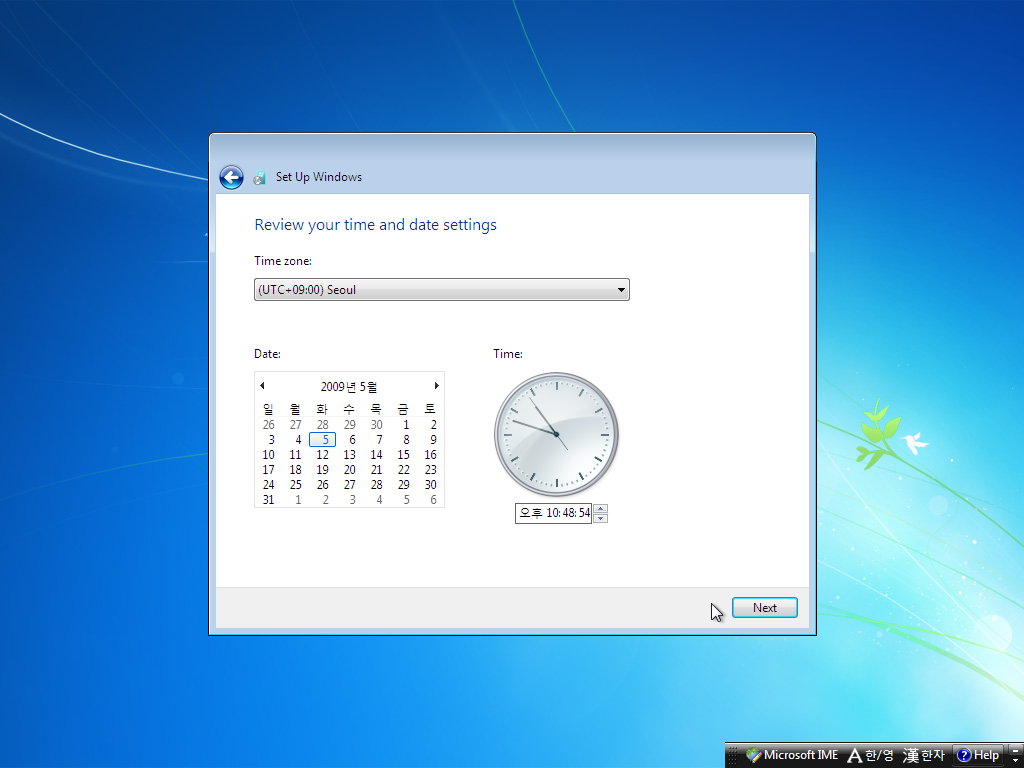 Set Up Windows
Review your time and date settings
Time zone:
(UTC+09:00) Seoul
Date:
Time:
2009년 5월
일 월 화 수 목 금 토
26 27 28 29 30 1 2
3 4 5 6 7 8 9
10 11 12 13 14 15 16
17 18 19 20 21 22 23
24 25 26 27 28 29 30
31 1 2 3 4 5 6
오후 10:48:54
Next
Microsoft IME A 한/영 漢 한자 ? Help